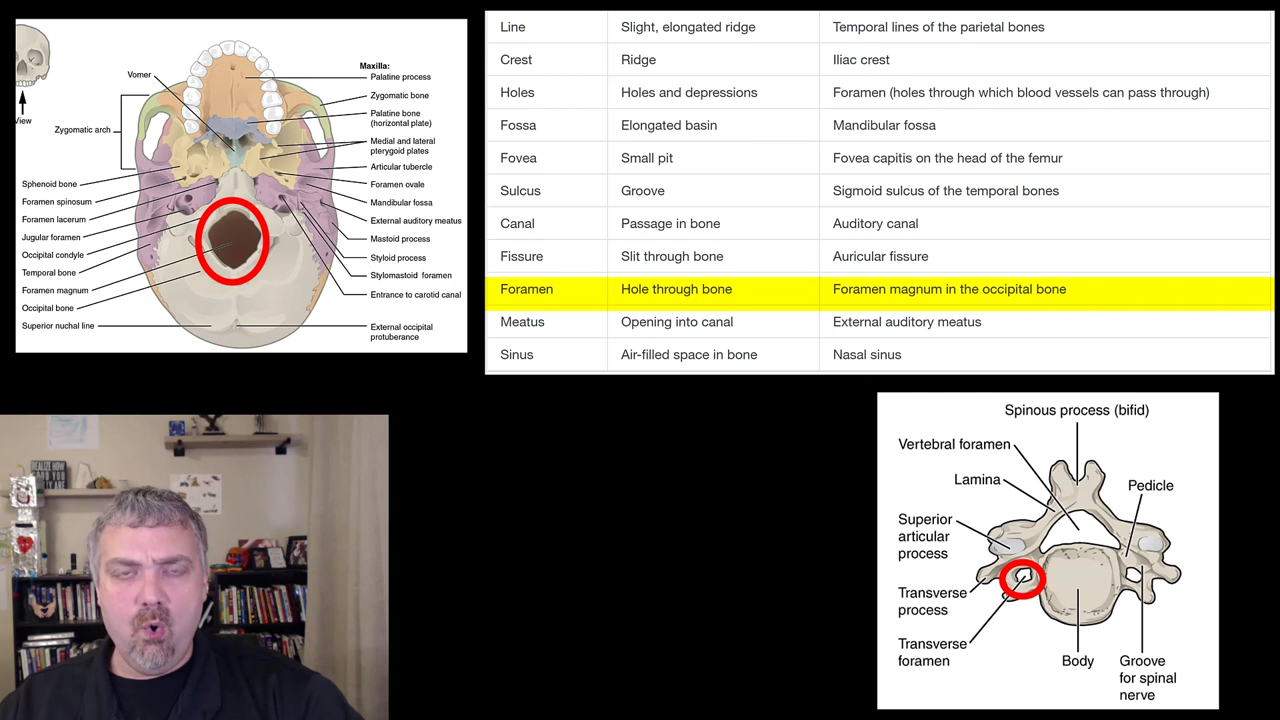 View
Vomer
Zygomatic arch
Sphenoid bone
Foramen spinosum
Foramen lacerum
Jugular foramen
Occipital condyle
Temporal bone
Foramen magnum
Occipital bone
Superior nuchal line
Maxilla:
Palatine process
Zygomatic bone
Palatine bone
(horizontal plate)
Medial and lateral
pterygoid plates
Articular tubercle
Foramen ovale
Mandibular fossa
External auditory meatus
Mastoid process
Styloid process
Stylomastoid foramen
Entrance to carotid canal
External occipital
protuberance
Line Slight, elongated ridge Temporal lines of the parietal bones
Crest Ridge Iliac crest
Holes Holes and depressions Foramen (holes through which blood vessels can pass through)
Fossa Elongated basin Mandibular fossa
Fovea Small pit Fovea capitis on the head of the femur
Sulcus Groove Sigmoid sulcus of the temporal bones
Canal Passage in bone Auditory canal
Fissure Slit through bone Auricular fissure
Foramen Hole through bone Foramen magnum in the occipital bone
Meatus Opening into canal External auditory meatus
Sinus Air-filled space in bone Nasal sinus
REALIZE HOW
GOOD YOU
Spinous process (bifid)
Vertebral foramen
Lamina
Pedicle
Superior
articular
process
Transverse
process
Transverse
foramen
Body
Groove
for spinal
nerve